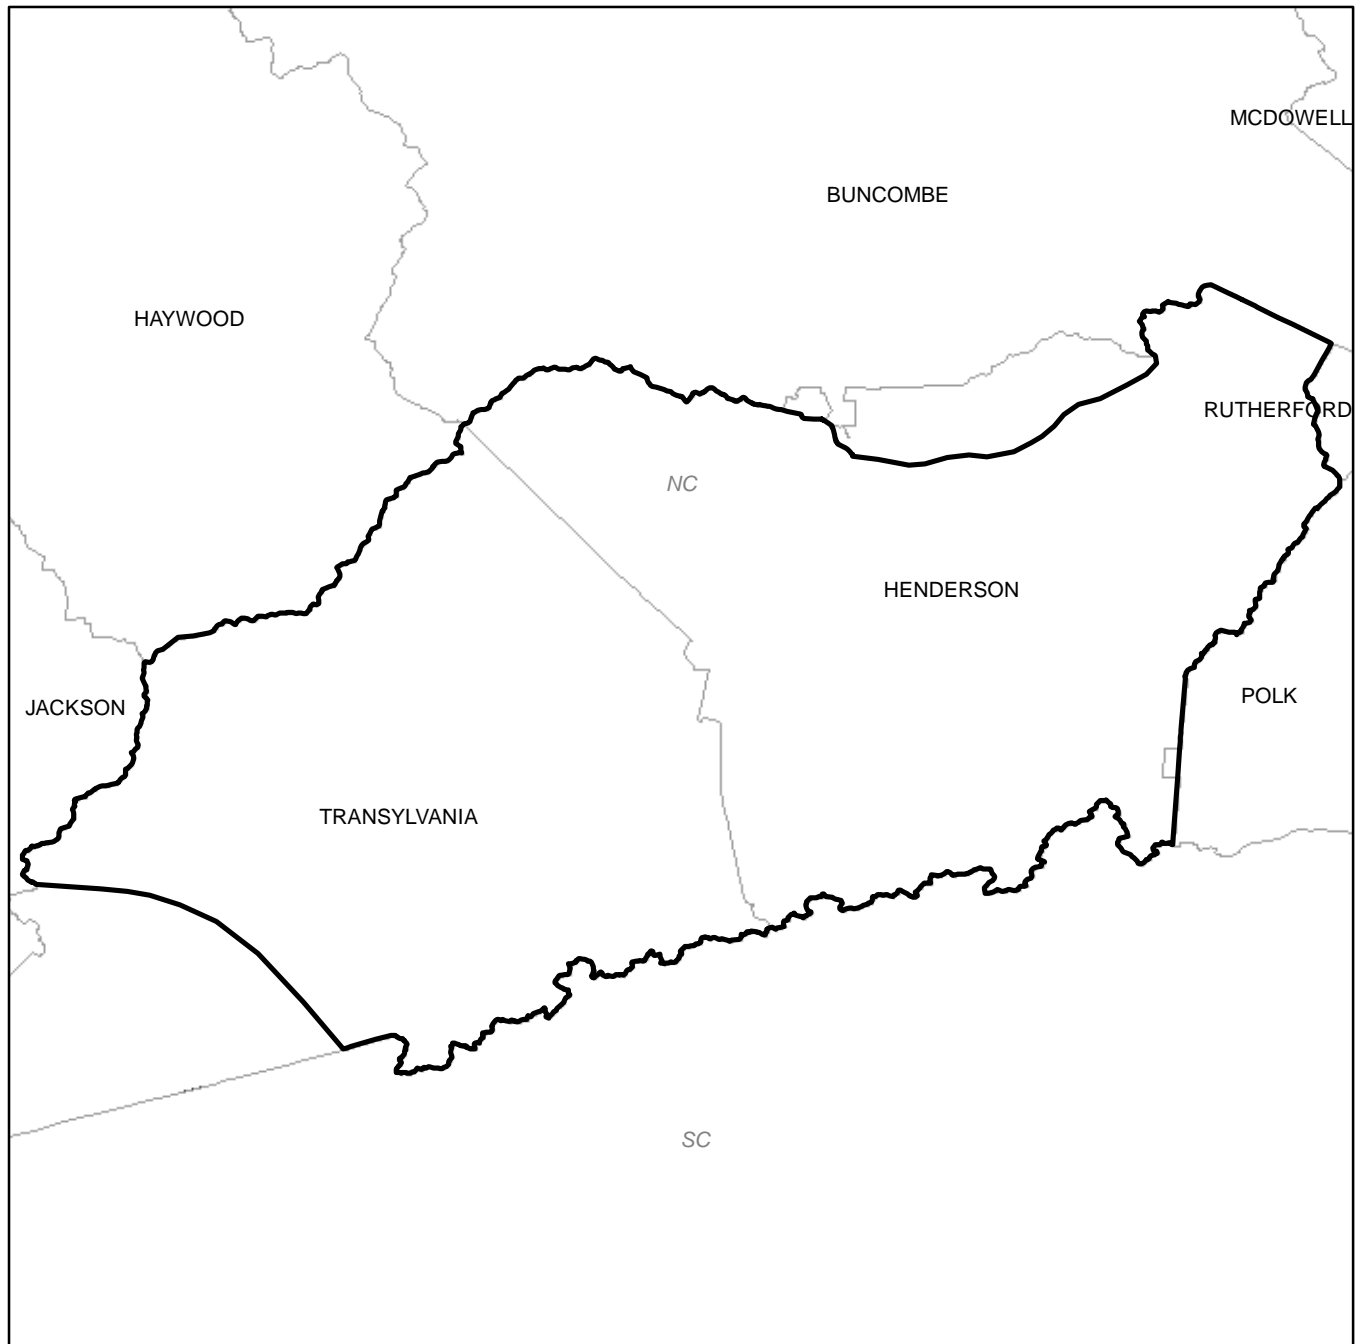 MCDOWELL
BUNCOMBE
HAYWOOD
RUTHERFORD
NC
HENDERSON
POLK
JACKSON
TRANSYLVANIA
SC